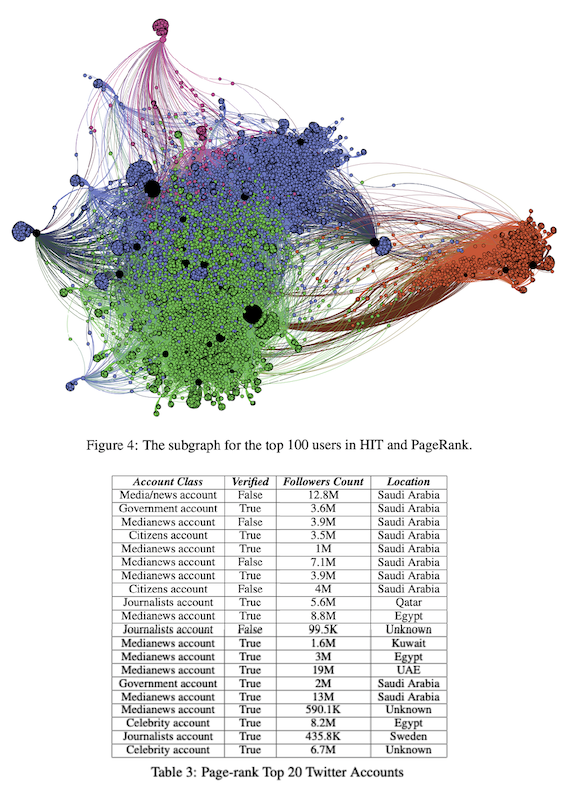 Figure 4: The subgraph for the top 100 users in HIT and PageRank.
Account Class Verified Followers Count Location
Media/news account False 12.8M Saudi Arabia
Government account True 3.6M Saudi Arabia
Medianews account False 3.9M Saudi Arabia
Citizens account True 3.5M Saudi Arabia
Medianews account True 1M Saudi Arabia
Medianews account False 7.1M Saudi Arabia
Medianews account True 3.9M Saudi Arabia
Citizens account False 4M Saudi Arabia
Journalists account True 5.6M Qatar
Medianews account True 8.8M Egypt
Journalists account False 99.5K Unknown
Medianews account True 1.6M Kuwait
Medianews account True 3M Egypt
Medianews account True 19M UAE
Government account True 2M Saudi Arabia
Medianews account True 13M Saudi Arabia
Medianews account True 590.1K Unknown
Celebrity account True 8.2M Egypt
Journalists account True 435.8K Sweden
Celebrity account True 6.7M Unknown
Table 3: Page-rank Top 20 Twitter Accounts